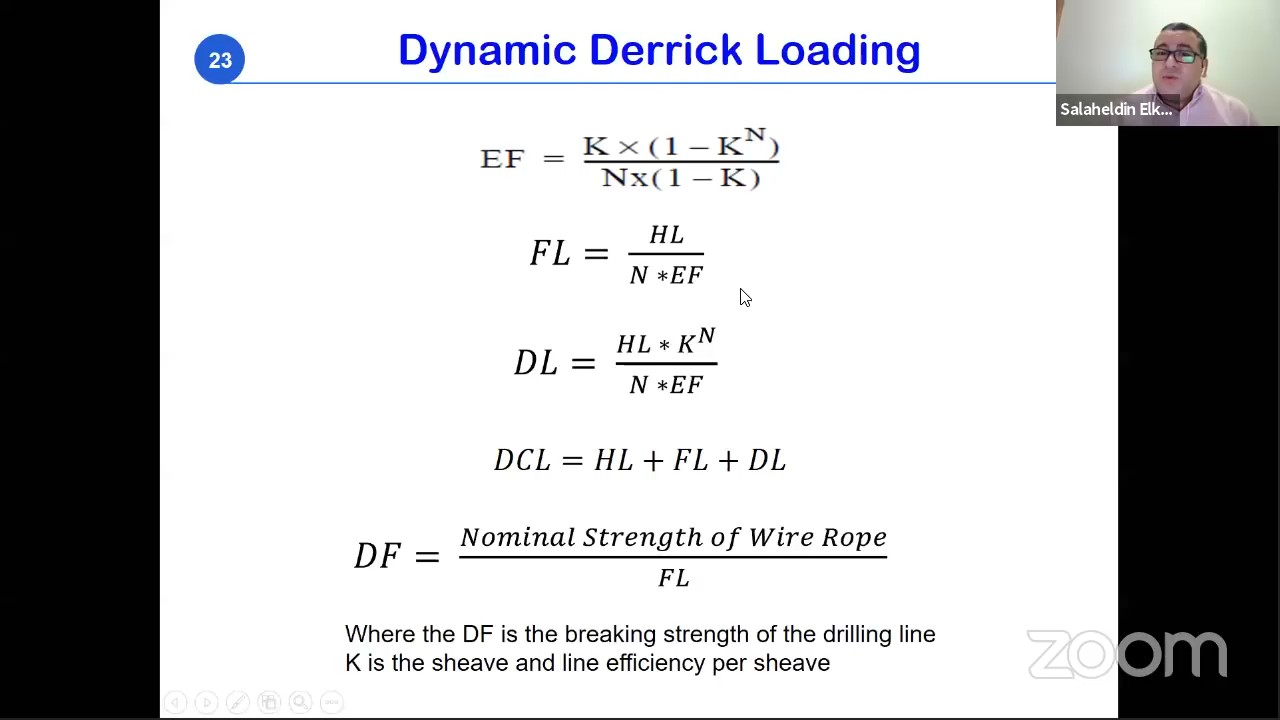 23
Dynamic Derrick Loading
Salaheldin Elk...
EF = K × (1 − K^N) / Nx(1 − K)
FL = HL / N ∗EF
DL = HL ∗ K^N / N ∗EF
DCL = HL + FL + DL
DF = Nominal Strength of Wire Rope / FL
Where the DF is the breaking strength of the drilling line
K is the sheave and line efficiency per sheave
zoom